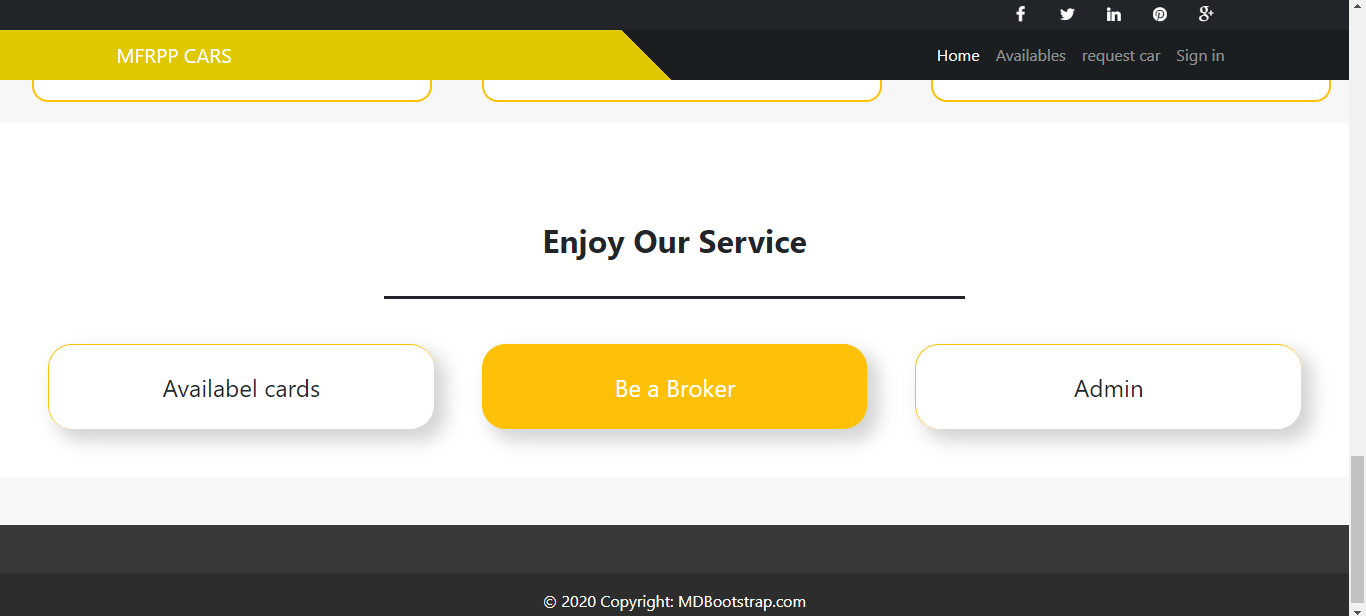 MFRPP CARS
Home Availables request car Sign in
Enjoy Our Service
Availabel cards
Be a Broker
Admin
© 2020 Copyright: MDBootstrap.com